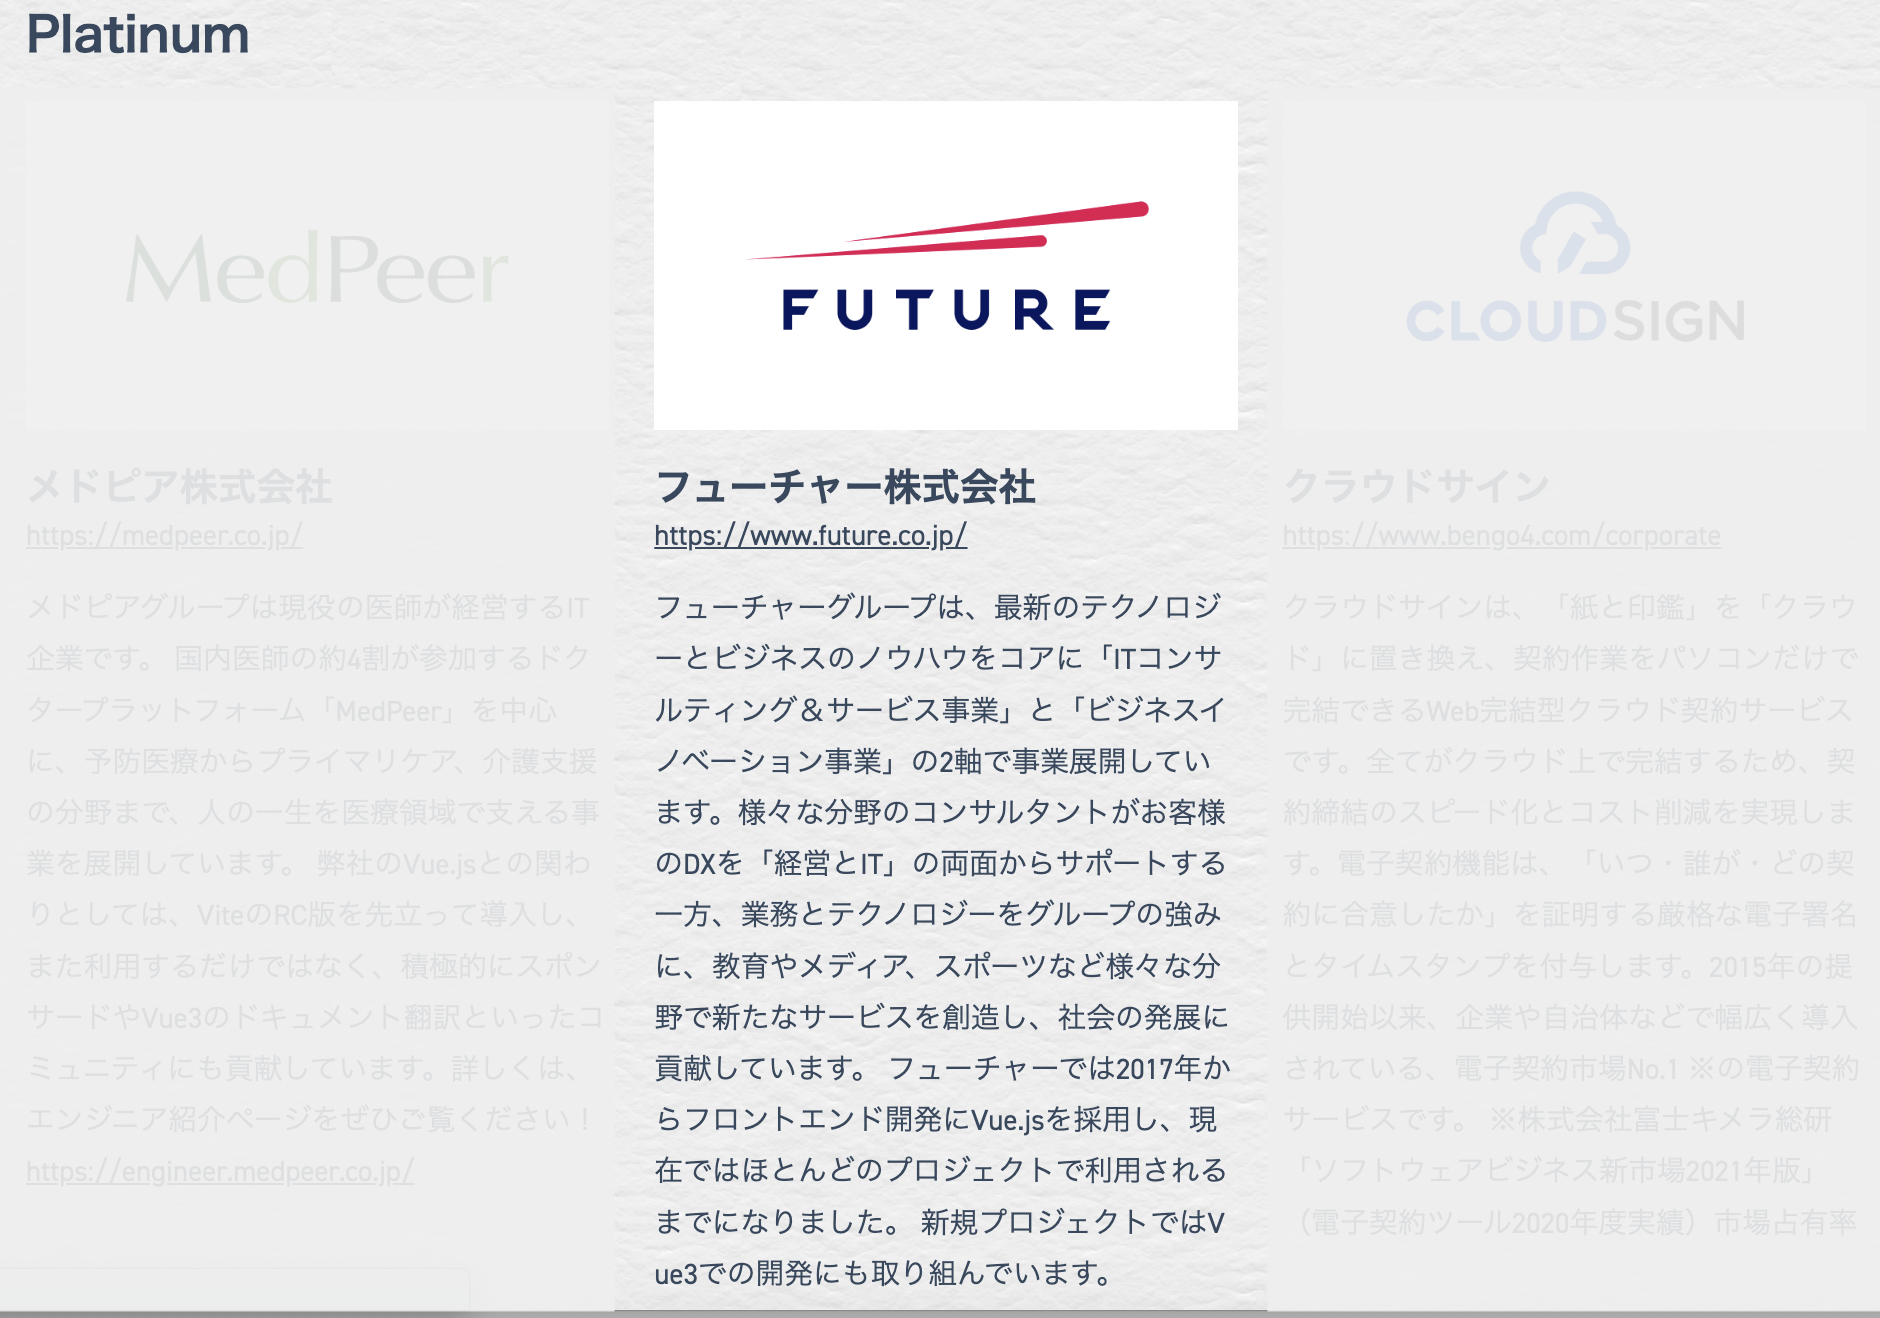 Platinum
MedPeer
メドピア株式会社
https://medpeer.co.jp/
メドピアグループは現役の医師が経営するIT
企業です。 国内医師の約4割が参加するドク
タープラットフォーム「MedPeer」を中心
に、予防医療からプライマリケア、介護支援
の分野まで、人の一生を医療領域で支える事
業を展開しています。 弊社のVue.jsとの関わ
りとしては、ViteのRC版を先立って導入し、
また利用するだけではなく、積極的にスポン
サードやVue3のドキュメント翻訳といったコ
ミュニティにも貢献しています。詳しくは、
エンジニア紹介ページをぜひご覧ください！
https://engineer.medpeer.co.jp/
FUTURE
フューチャー株式会社
https://www.future.co.jp/
フューチャーグループは、最新のテクノロジ
ーとビジネスのノウハウをコアに「ITコンサ
ルティング＆サービス事業」と「ビジネスイ
ノベーション事業」の2軸で事業展開してい
ます。様々な分野のコンサルタントがお客様
のDXを「経営とIT」の両面からサポートする
一方、業務とテクノロジーをグループの強み
に、教育やメディア、スポーツなど様々な分
野で新たなサービスを創造し、社会の発展に
貢献しています。 フューチャーでは2017年か
らフロントエンド開発にVue.jsを採用し、現
在ではほとんどのプロジェクトで利用される
までになりました。 新規プロジェクトではV
ue3での開発にも取り組んでいます。
CLOUDSIGN
クラウドサイン
https://www.bengo4.com/corporate
クラウドサインは、「紙と印鑑」を「クラウ
ド」に置き換え、契約作業をパソコンだけで
完結できるWeb完結型クラウド契約サービス
です。全てがクラウド上で完結するため、契
約締結のスピード化とコスト削減を実現しま
す。電子契約機能は、「いつ・誰が・どの契
約に合意したか」を証明する厳格な電子署名
とタイムスタンプを付与します。2015年の提
供開始以来、企業や自治体などで幅広く導入
されている、電子契約市場No.1 ※の電子契約
サービスです。 ※株式会社富士キメラ総研
「ソフトウェアビジネス新市場2021年版」
（電子契約ツール2020年度実績）市場占有率